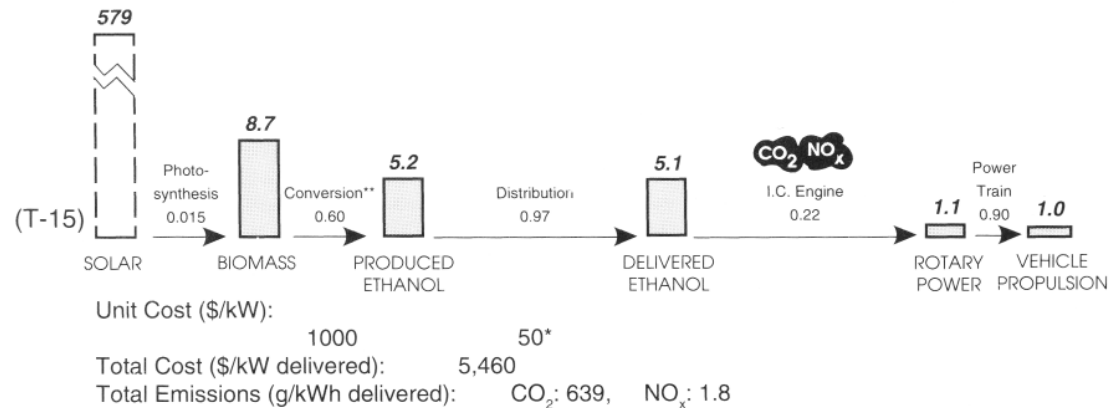 579
8.7
5.2
5.1
CO2 NOx
Photo-
synthesis
0.015
Conversion**
0.60
Distribution
0.97
I.C. Engine
0.22
Power
Train
0.90
1.1
1.0
(T-15)
SOLAR
BIOMASS
PRODUCED
ETHANOL
DELIVERED
ETHANOL
ROTARY
POWER
VEHICLE
PROPULSION
Unit Cost ($/kW):
1000 50*
Total Cost ($/kW delivered): 5,460
Total Emissions (g/kWh delivered): CO2: 639, NOx: 1.8